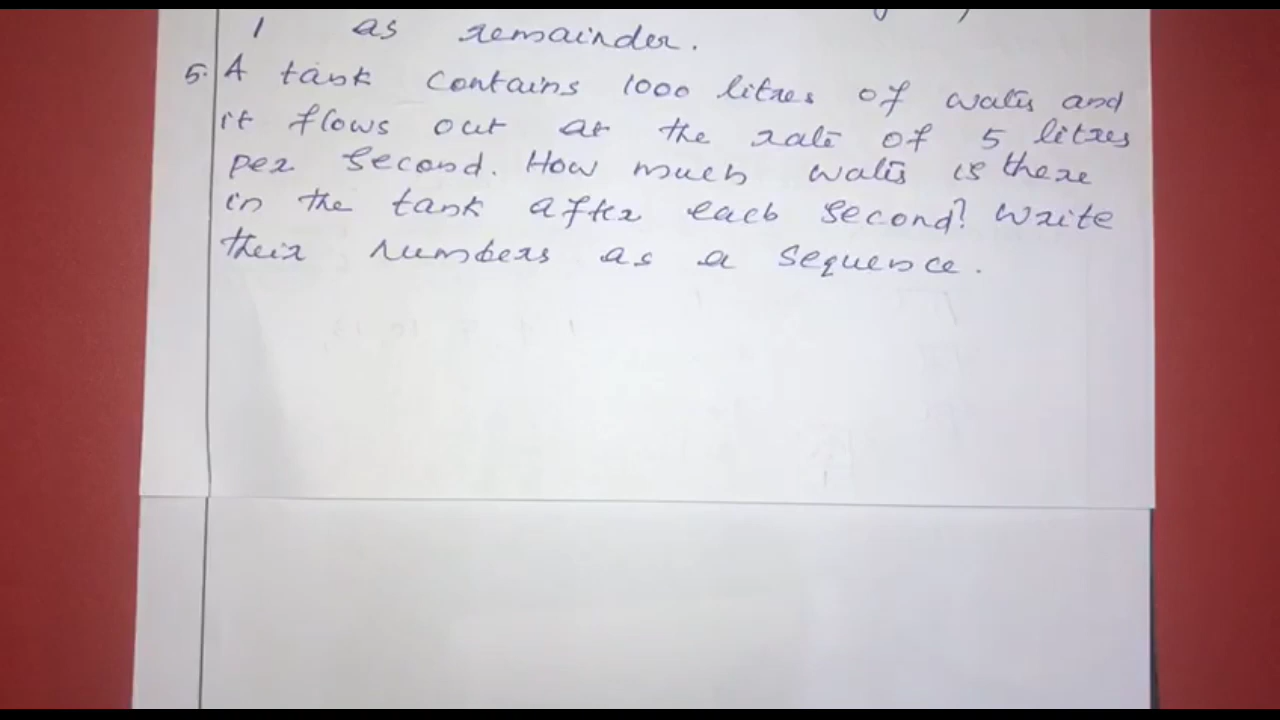 1 as remainder.
5. A tank contains 1000 litres of water and
it flows out at the rate of 5 litres
per second. How much water is there
in the tank after each second? Write
their numbers as a sequence.